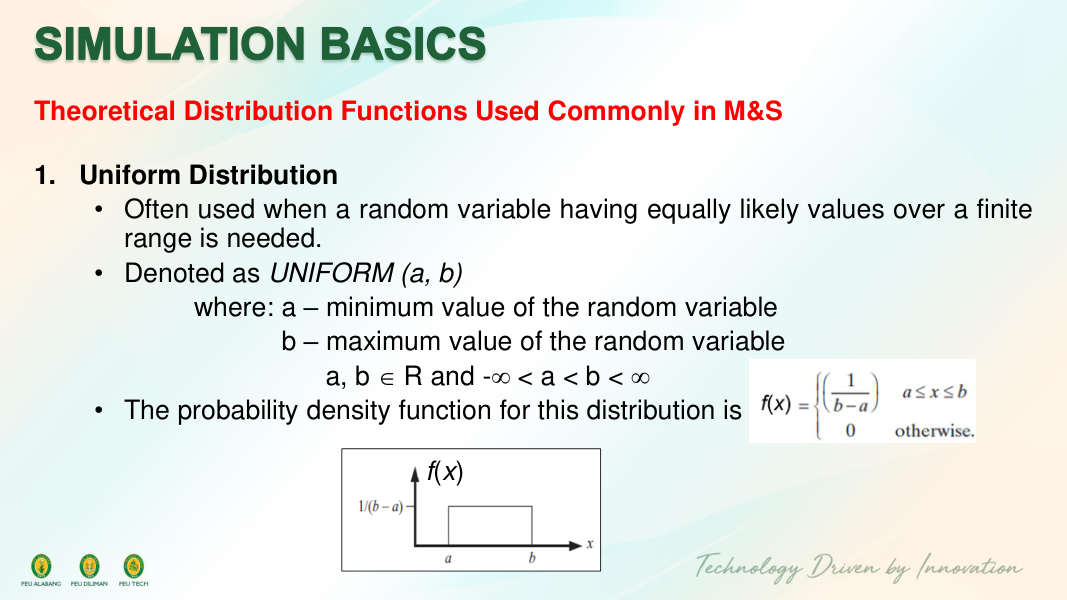 SIMULATION BASICS
Theoretical Distribution Functions Used Commonly in M&S
1. Uniform Distribution
• Often used when a random variable having equally likely values over a finite
range is needed.
• Denoted as UNIFORM (a, b)
where: a – minimum value of the random variable
b – maximum value of the random variable
a, b ∈ R and -∞ < a < b < ∞
• The probability density function for this distribution is
f(x) = { (1/(b−a)) a ≤ x ≤ b
0 otherwise.
f(x)
1/(b – a)
x
a b
FEU ALABANG FEU DILIMAN FEU TECH
Technology Driven by Innovation